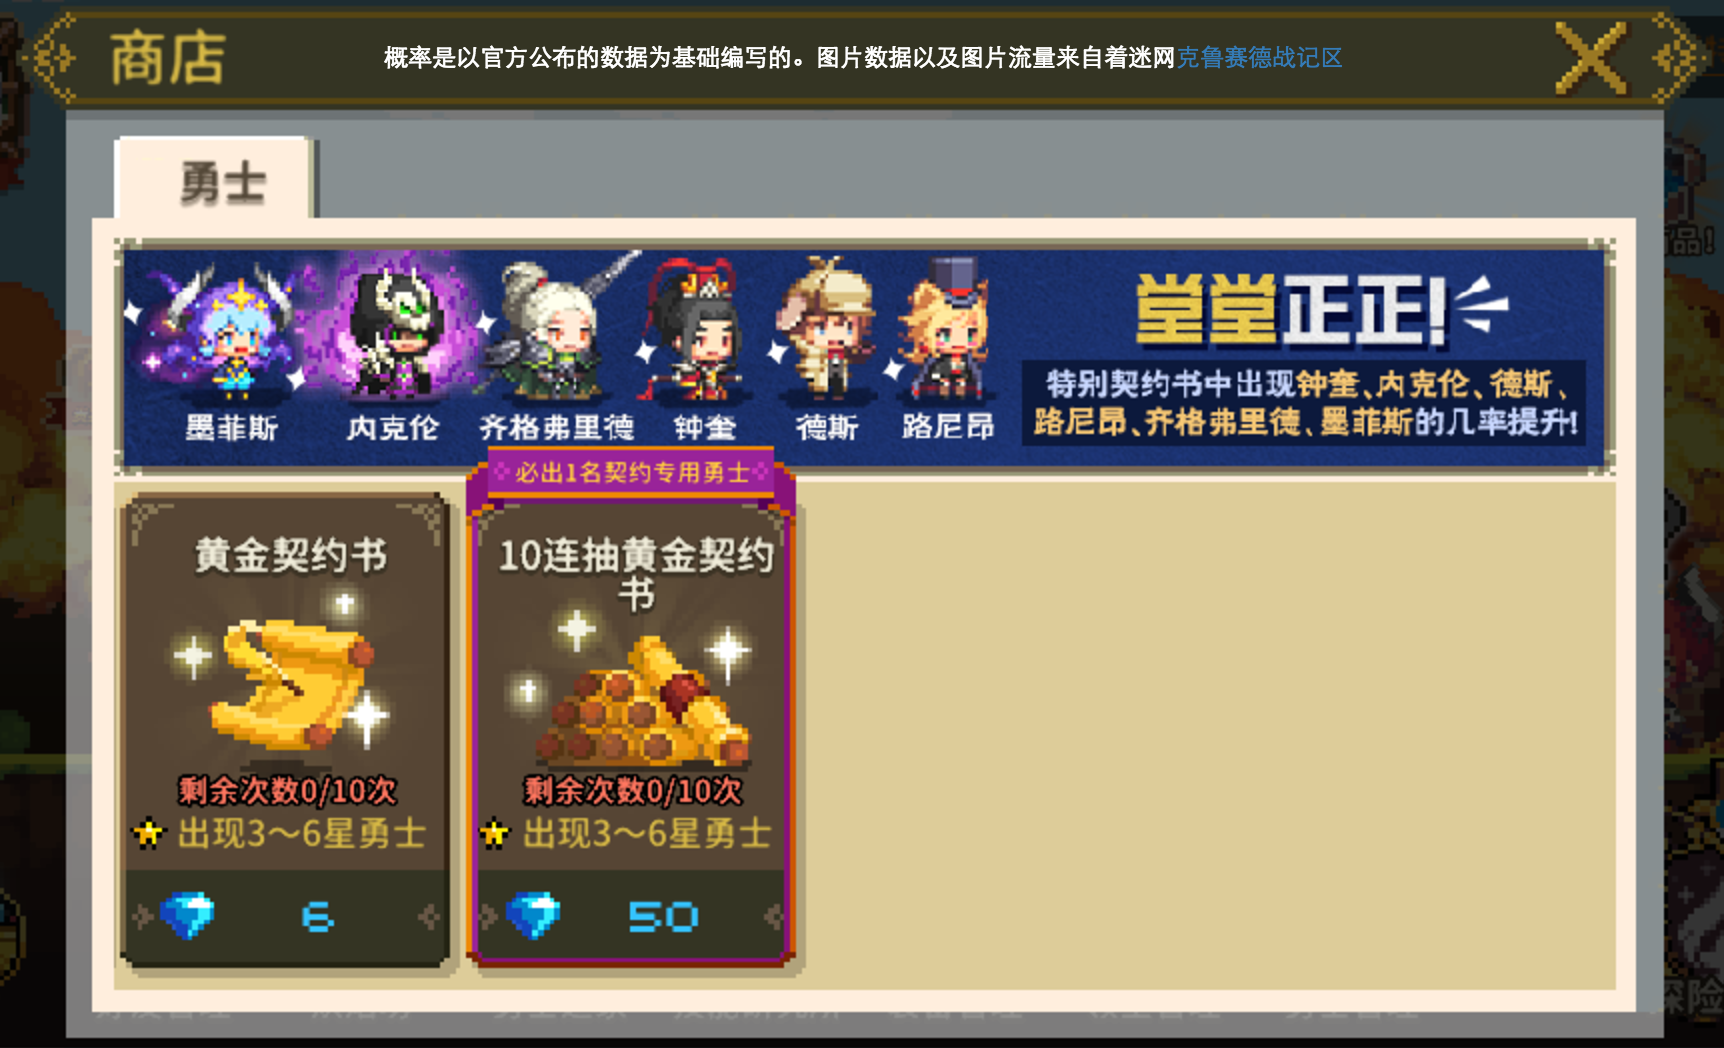 商店
概率是以官方公布的数据为基础编写的。图片数据以及图片流量来自着迷网克鲁赛德战记区
勇士
堂堂正正!
特别契约书中出现钟奎、内克伦、德斯、
路尼昂、齐格弗里德、墨菲斯的几率提升!
墨菲斯 内克伦 齐格弗里德 钟奎 德斯 路尼昂
必出1名契约专用勇士
黄金契约书
剩余次数0/10次
出现3～6星勇士
6
10连抽黄金契约
书
剩余次数0/10次
出现3～6星勇士
50
品!
探险